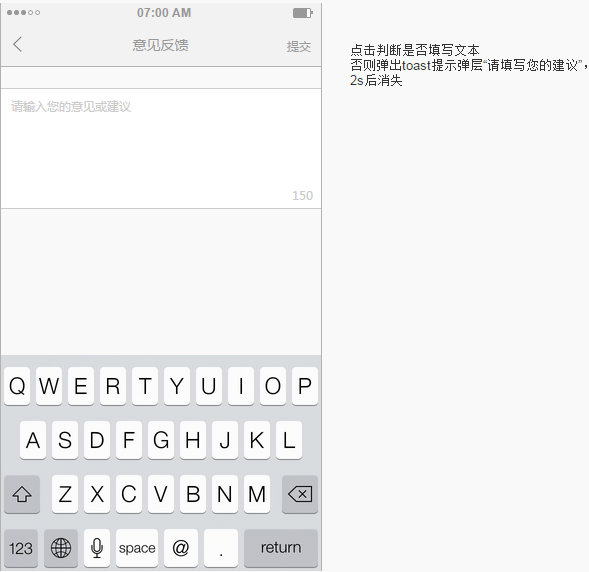 07:00 AM
意见反馈
提交
请输入您的意见或建议
150
点击判断是否填写文本
否则弹出toast提示弹层“请填写您的建议”，
2s后消失
Q W E R T Y U I O P
A S D F G H J K L
Z X C V B N M
123 space @ . return